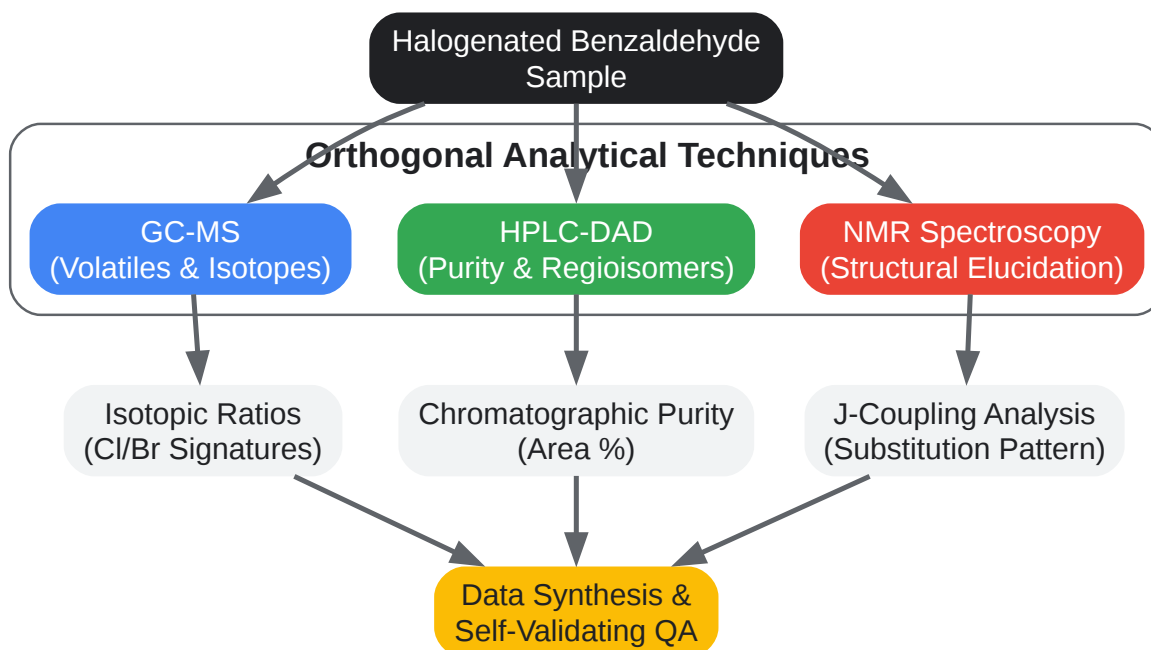 Halogenated Benzaldehyde
Sample
Orthogonal Analytical Techniques
GC-MS
(Volatiles & Isotopes)
HPLC-DAD
(Purity & Regioisomers)
NMR Spectroscopy
(Structural Elucidation)
Isotopic Ratios
(Cl/Br Signatures)
Chromatographic Purity
(Area %)
J-Coupling Analysis
(Substitution Pattern)
Data Synthesis &
Self-Validating QA